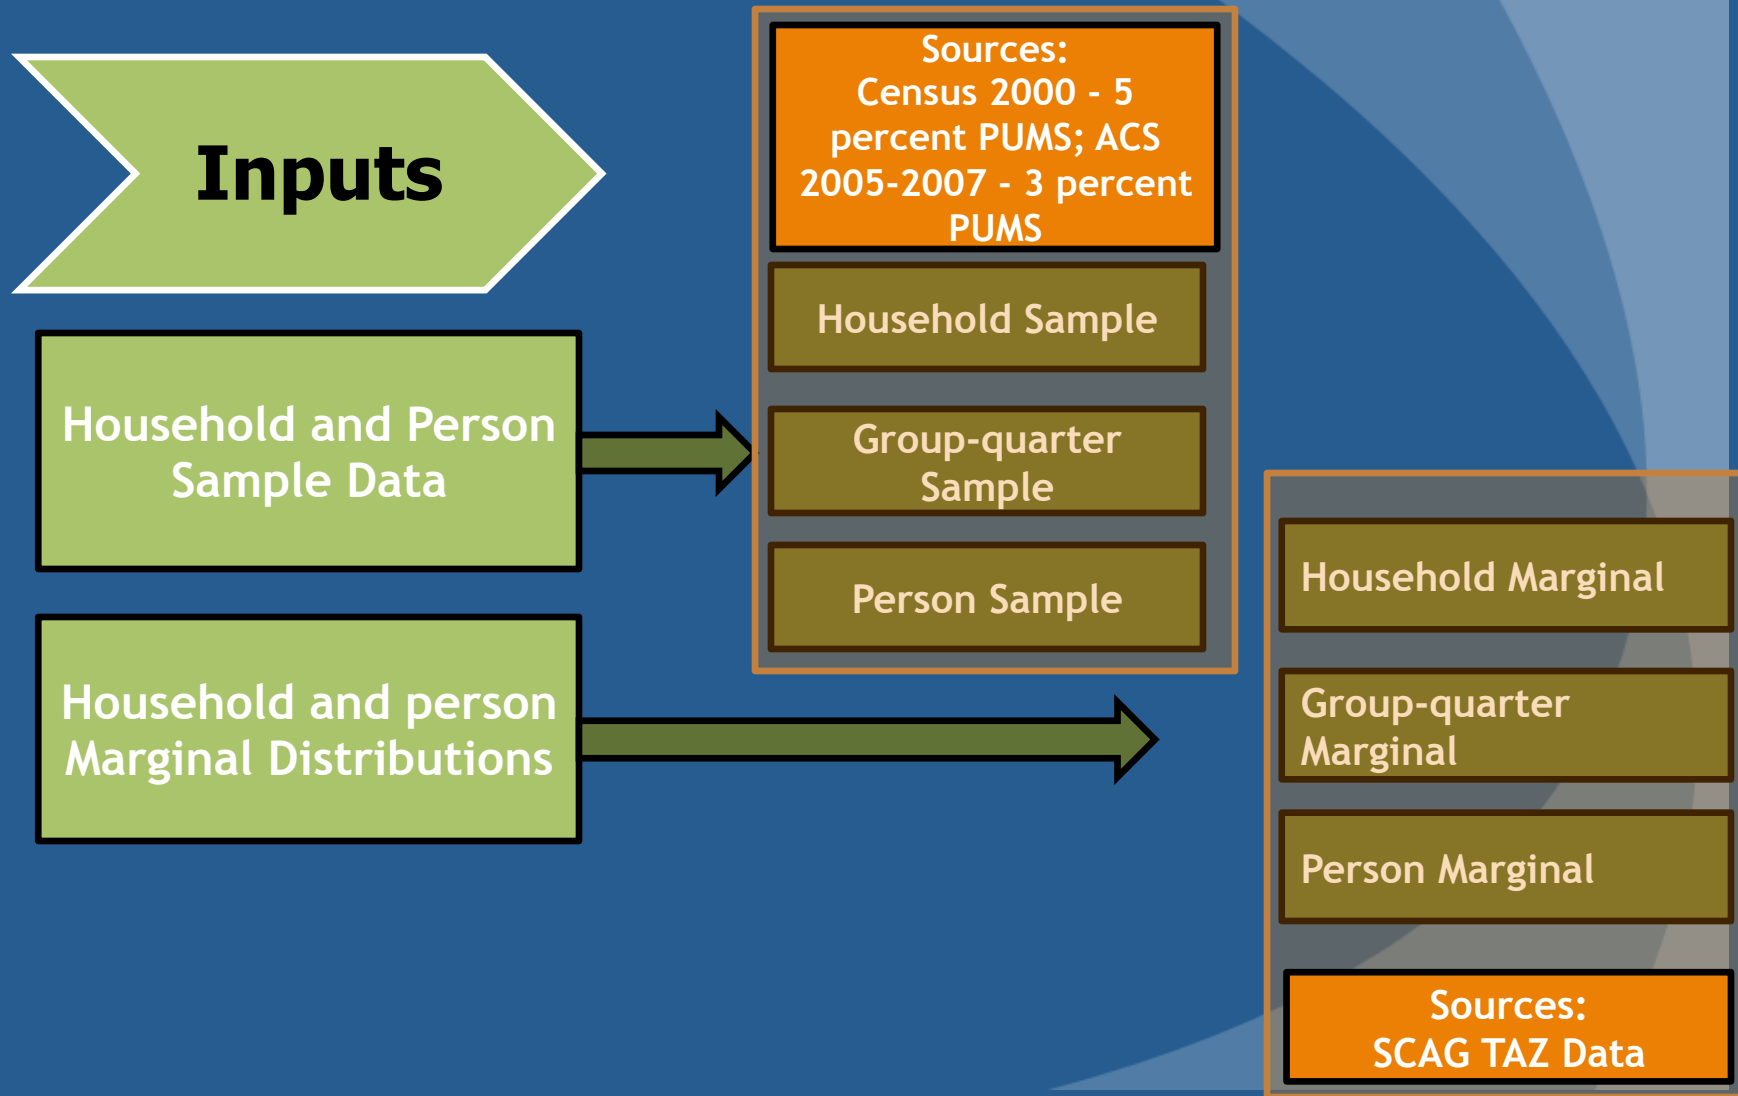 Inputs
Sources:
Census 2000 - 5
percent PUMS; ACS
2005-2007 - 3 percent
PUMS
Household Sample
Group-quarter
Sample
Person Sample
Household and Person
Sample Data
Household and person
Marginal Distributions
Household Marginal
Group-quarter
Marginal
Person Marginal
Sources:
SCAG TAZ Data